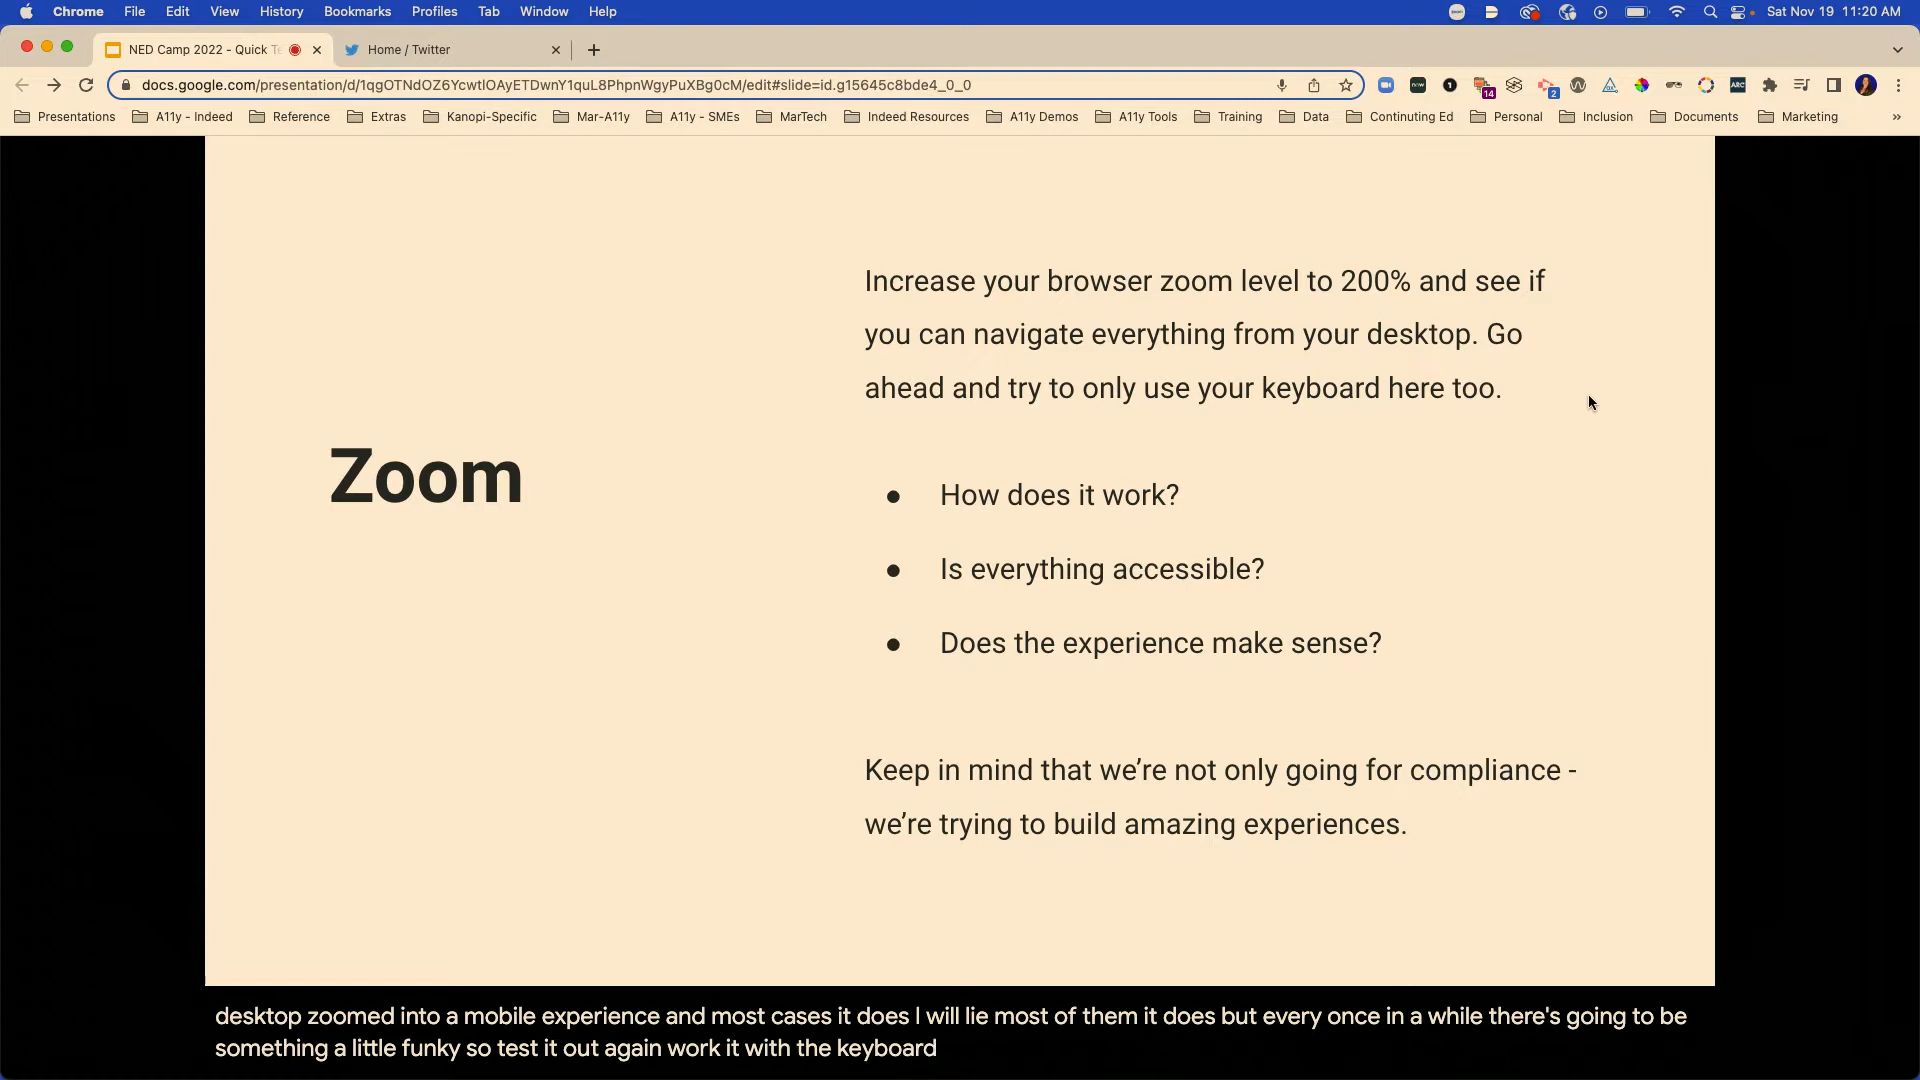 Chrome File Edit View History Bookmarks Profiles Tab Window Help Sat Nov 19 11:20 AM
NED Camp 2022 - Quick Te Home / Twitter
docs.google.com/presentation/d/1qgOTNdOZ6YcwtlOAyETDwnY1quL8PhpnWgyPuXBg0cM/edit#slide=id.g15645c8bde4_0_0 14 2 ARC
Presentations A11y - Indeed Reference Extras Kanopi-Specific Mar-A11y A11y - SMEs MarTech Indeed Resources A11y Demos A11y Tools Training Data Continuting Ed Personal Inclusion Documents Marketing »
Zoom
Increase your browser zoom level to 200% and see if
you can navigate everything from your desktop. Go
ahead and try to only use your keyboard here too.
● How does it work?
● Is everything accessible?
● Does the experience make sense?
Keep in mind that we’re not only going for compliance -
we’re trying to build amazing experiences.
desktop zoomed into a mobile experience and most cases it does I will lie most of them it does but every once in a while there's going to be
something a little funky so test it out again work it with the keyboard